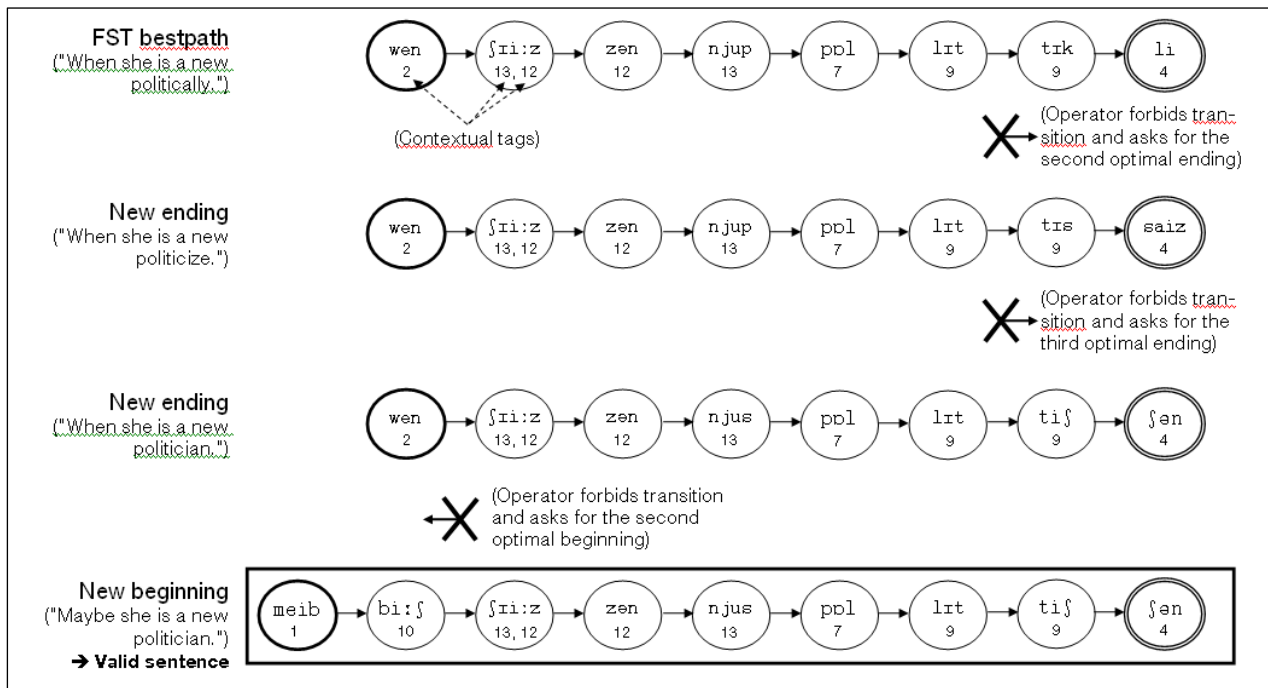 FST bestpath
("When she is a new
politically.")
wen ʃɪi:z zən njup pɒl lɪt tɪk li
2 13, 12 12 13 7 9 9 4
(Contextual tags)
(Operator forbids tran-
sition and asks for the
second optimal ending)
New ending
("When she is a new
politicize.")
wen ʃɪi:z zən njup pɒl lɪt tɪs saiz
2 13, 12 12 13 7 9 9 4
(Operator forbids tran-
sition and asks for the
third optimal ending)
New ending
("When she is a new
politician.")
wen ʃɪi:z zən njus pɒl lɪt tiʃ ʃən
2 13, 12 12 13 7 9 9 4
(Operator forbids transition
and asks for the second
optimal beginning)
New beginning
("Maybe she is a new
politician.")
➔ Valid sentence
meib bi:ʃ ʃɪi:z zən njus pɒl lɪt tiʃ ʃən
1 10 13, 12 12 13 7 9 9 4